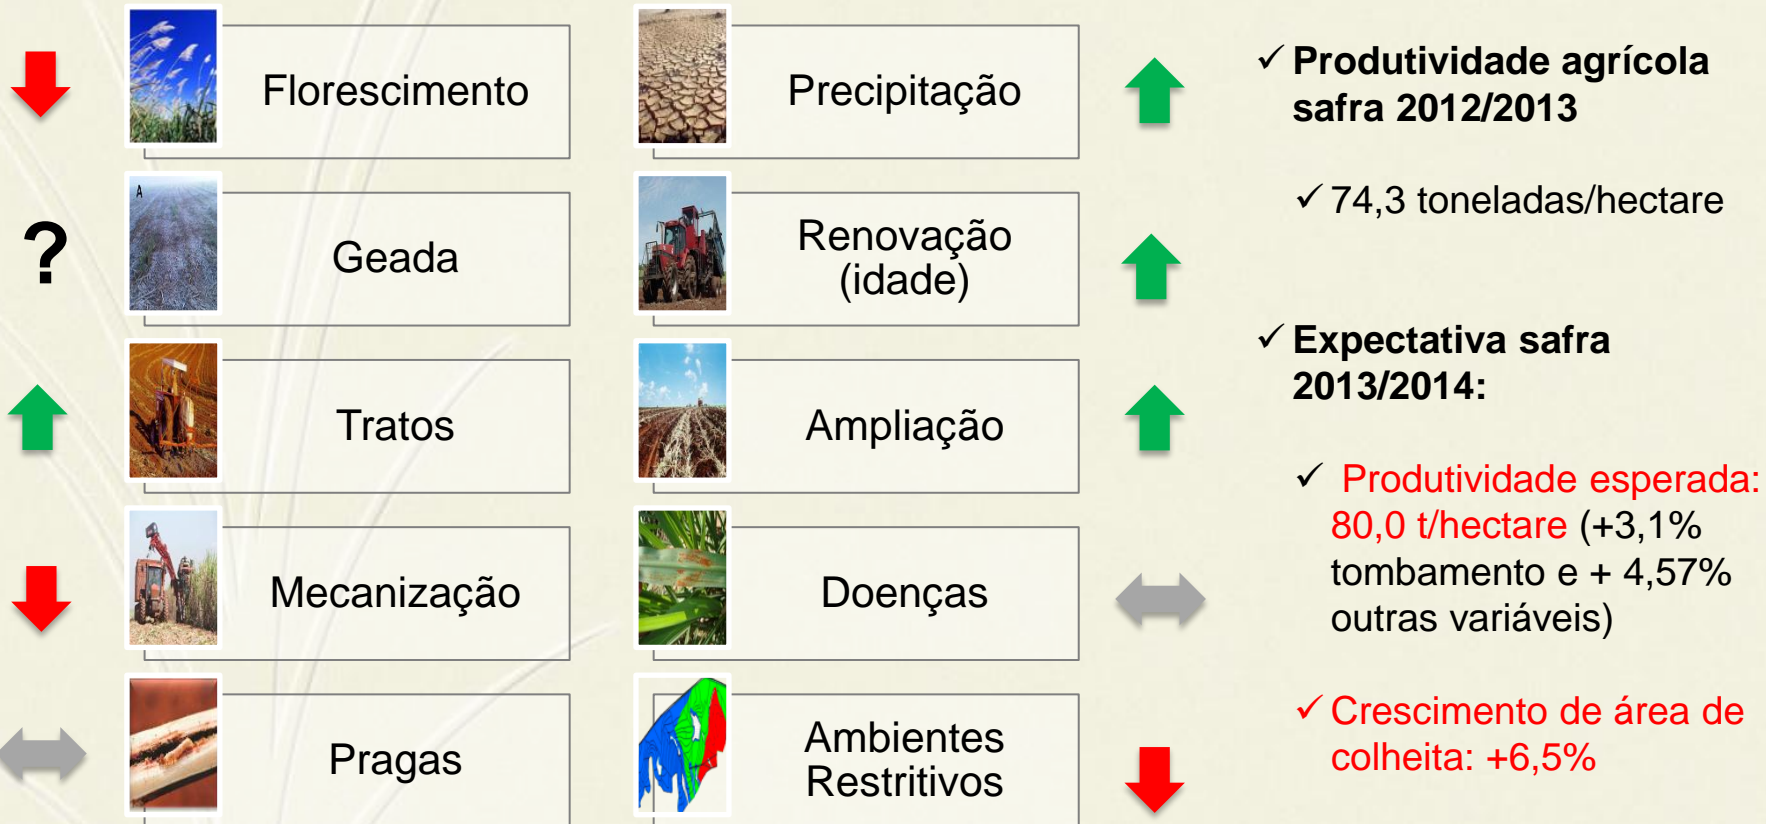 Florescimento
?
A
Geada
Tratos
Mecanização
Pragas
Precipitação
Renovação
(idade)
Ampliação
Doenças
Ambientes
Restritivos
✓ Produtividade agrícola
safra 2012/2013
✓ 74,3 toneladas/hectare
✓ Expectativa safra
2013/2014:
✓ Produtividade esperada:
80,0 t/hectare (+3,1%
tombamento e + 4,57%
outras variáveis)
✓ Crescimento de área de
colheita: +6,5%